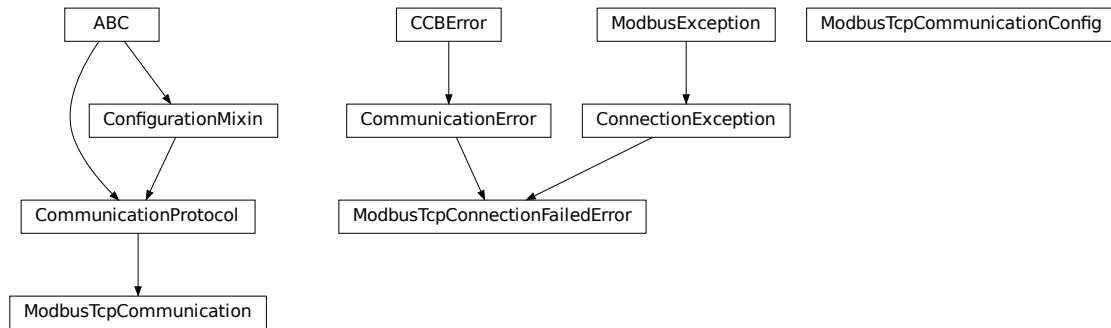 ABC
CCBError
ModbusException
ModbusTcpCommunicationConfig
ConfigurationMixin
CommunicationError
ConnectionException
CommunicationProtocol
ModbusTcpConnectionFailedError
ModbusTcpCommunication